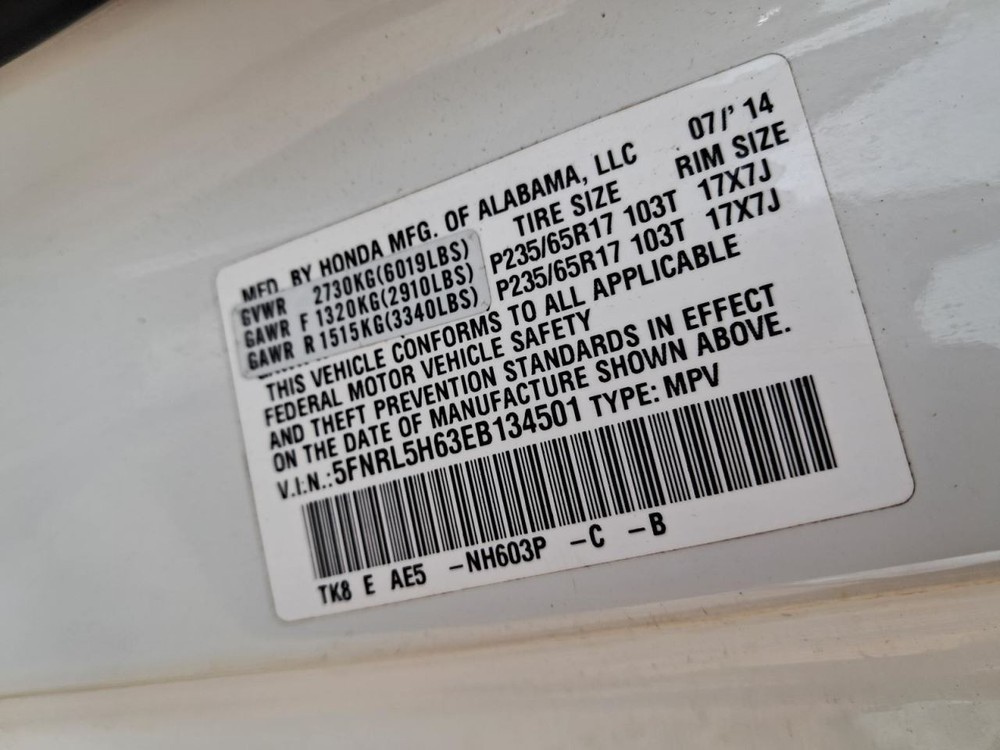 MFD. BY HONDA MFG. OF ALABAMA, LLC 07/' 14
TIRE SIZE RIM SIZE
GVWR 2730KG(6019LBS)
GAWR F 1320KG(2910LBS) P235/65R17 103T 17X7J
GAWR R 1515KG(3340LBS) P235/65R17 103T 17X7J
THIS VEHICLE CONFORMS TO ALL APPLICABLE
FEDERAL MOTOR VEHICLE SAFETY
AND THEFT PREVENTION STANDARDS IN EFFECT
ON THE DATE OF MANUFACTURE SHOWN ABOVE.
V.I.N.:5FNRL5H63EB134501 TYPE: MPV
TK8 E AE5 -NH603P -C -B